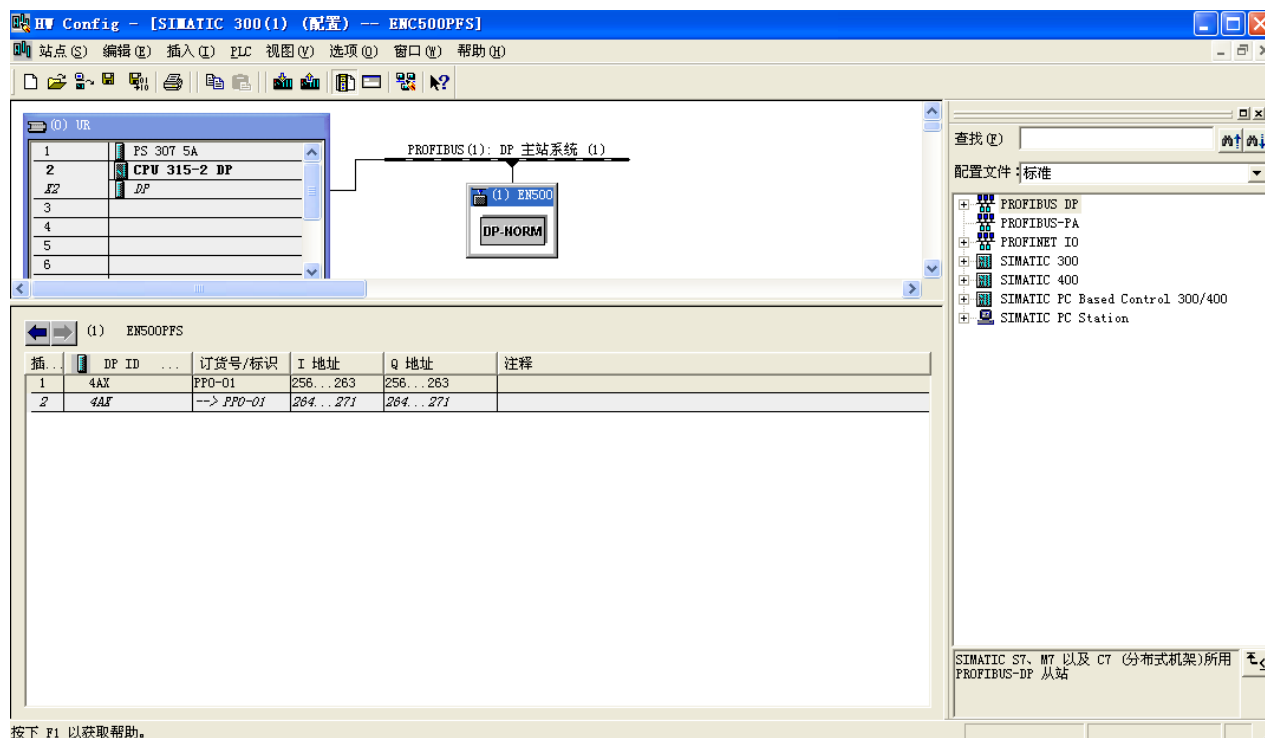 HW Config - [SIMATIC 300(1) (配置) -- ENC500PFS]
站点(S) 编辑(E) 插入(I) PLC 视图(V) 选项(O) 窗口(W) 帮助(H)
(0) UR
1 PS 307 5A
2 CPU 315-2 DP
X2 DP
3
4
5
6
PROFIBUS(1): DP 主站系统 (1)
(1) EN500
DP-NORM
(1) EN500PFS
插... DP ID ... 订货号/标识 I 地址 Q 地址 注释
1 4AX PPO-01 256...263 256...263
2 4AX --> PPO-01 264...271 264...271
查找(F)
配置文件: 标准
PROFIBUS DP
PROFIBUS-PA
PROFINET IO
SIMATIC 300
SIMATIC 400
SIMATIC PC Based Control 300/400
SIMATIC PC Station
SIMATIC S7、M7 以及 C7 (分布式机架)所用
PROFIBUS-DP 从站
按下 F1 以获取帮助。